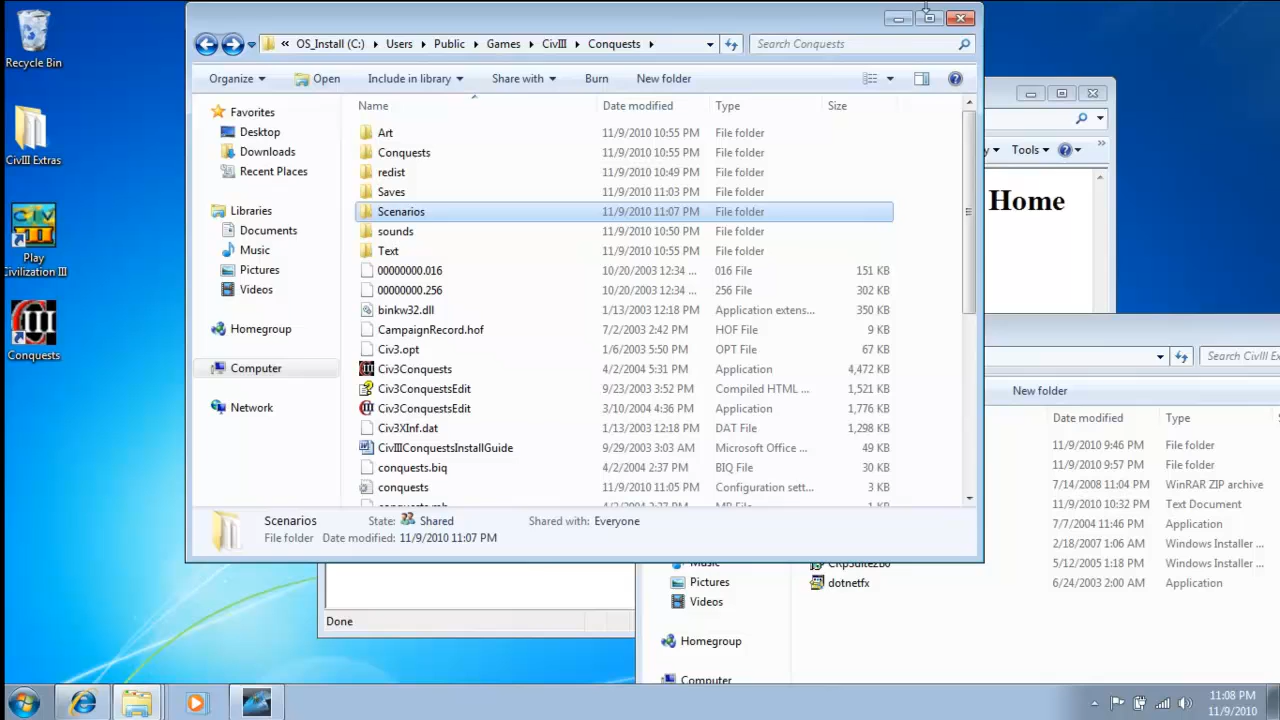 Recycle Bin
CivIII Extras
Play
Civilization III
Conquests
« OS_Install (C:) Users Public Games CivIII Conquests
Search Conquests
Organize Open Include in library Share with Burn New folder
Favorites
Desktop
Downloads
Recent Places
Libraries
Documents
Music
Pictures
Videos
Homegroup
Computer
Network
Name Date modified Type Size
Art 11/9/2010 10:55 PM File folder
Conquests 11/9/2010 10:55 PM File folder
redist 11/9/2010 10:49 PM File folder
Saves 11/9/2010 11:03 PM File folder
Scenarios 11/9/2010 11:07 PM File folder
sounds 11/9/2010 10:50 PM File folder
Text 11/9/2010 10:55 PM File folder
00000000.016 10/20/2003 12:34 ... 016 File 151 KB
00000000.256 10/20/2003 12:34 ... 256 File 302 KB
binkw32.dll 1/13/2003 12:18 PM Application extens... 350 KB
CampaignRecord.hof 7/2/2003 2:42 PM HOF File 9 KB
Civ3.opt 1/6/2003 5:50 PM OPT File 67 KB
Civ3Conquests 4/2/2004 5:31 PM Application 4,472 KB
Civ3ConquestsEdit 9/23/2003 3:52 PM Compiled HTML ... 1,521 KB
Civ3ConquestsEdit 3/10/2004 4:36 PM Application 1,776 KB
Civ3XInf.dat 1/13/2003 12:18 PM DAT File 1,298 KB
CivIIIConquestsInstallGuide 9/29/2003 3:03 AM Microsoft Office ... 49 KB
conquests.biq 4/2/2004 2:37 PM BIQ File 30 KB
conquests 11/9/2010 11:05 PM Configuration sett... 3 KB
Scenarios State: Shared Shared with: Everyone
File folder Date modified: 11/9/2010 11:07 PM
Tools
Home
Search CivIII Ex
New folder
Date modified Type
11/9/2010 9:46 PM File folder
11/9/2010 9:57 PM File folder
7/14/2008 11:04 PM WinRAR ZIP archive
11/9/2010 10:32 PM Text Document
7/7/2004 11:46 PM Application
2/18/2007 1:06 AM Windows Installer ...
5/12/2005 1:18 PM Windows Installer ...
dotnetfx 6/24/2003 2:00 AM Application
Pictures
Videos
Homegroup
Computer
Done
11:08 PM
11/9/2010